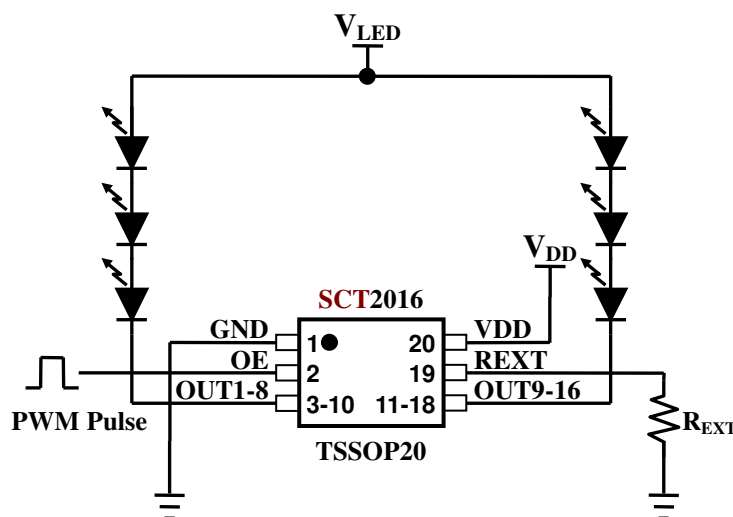 VLED
VDD
SCT2016
GND 1 20 VDD
OE 2 19 REXT
OUT1-8 3-10 11-18 OUT9-16
PWM Pulse
REXT
TSSOP20